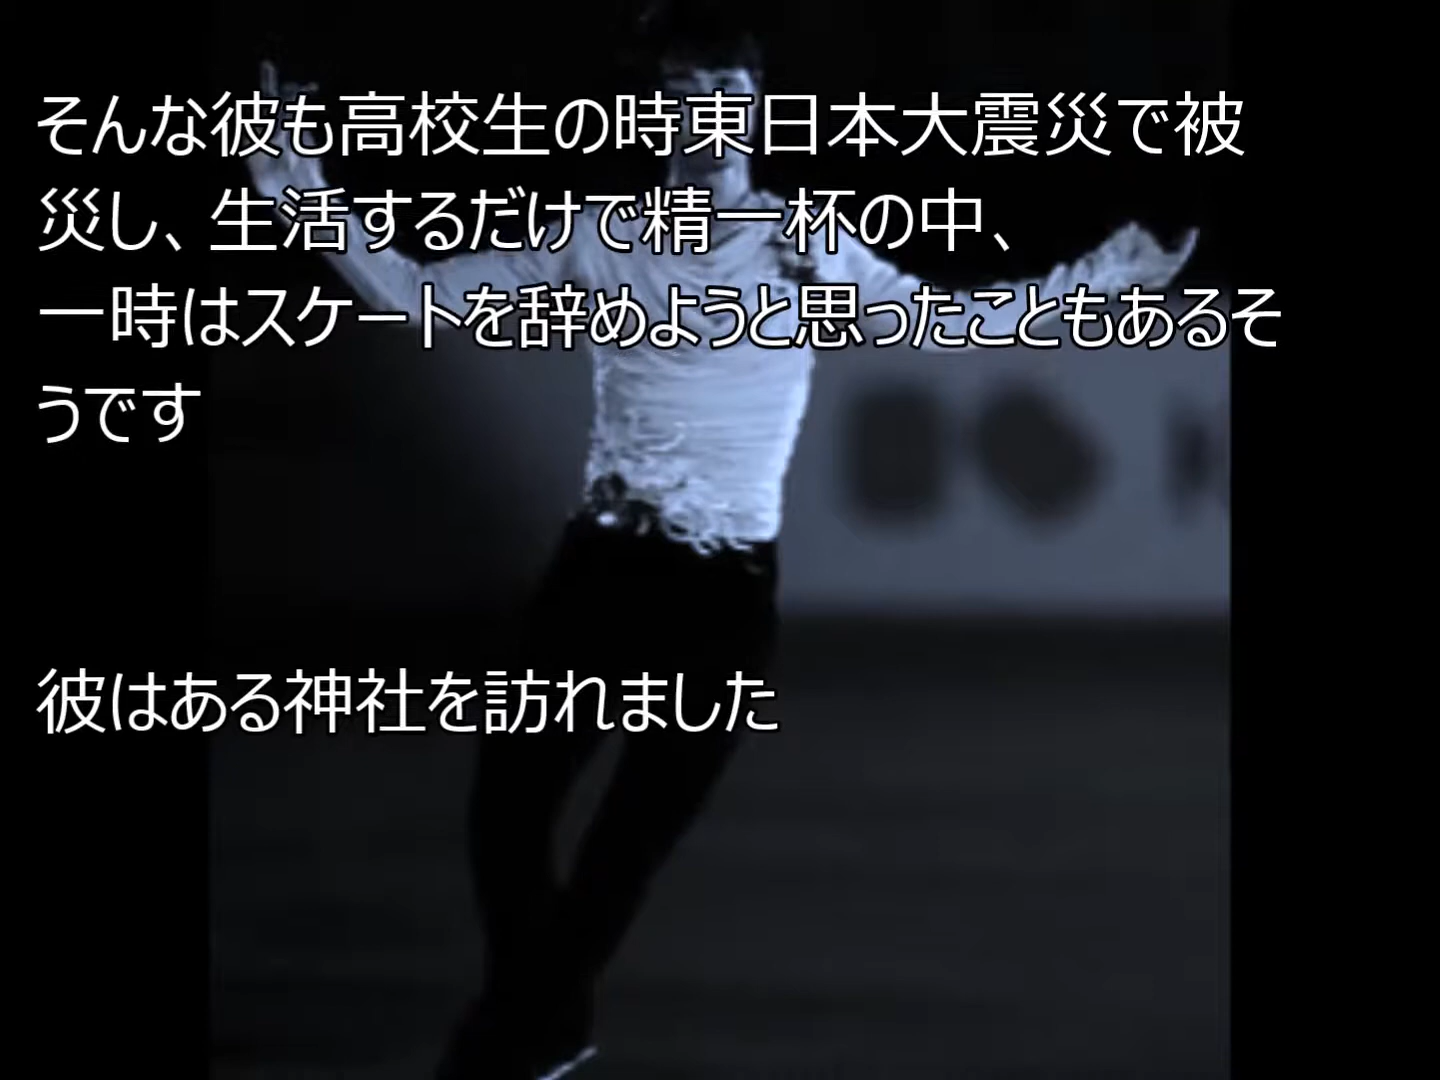 そんな彼も高校生の時東日本大震災で被
災し、生活するだけで精一杯の中、
一時はスケートを辞めようと思ったこともあるそ
うです
彼はある神社を訪れました